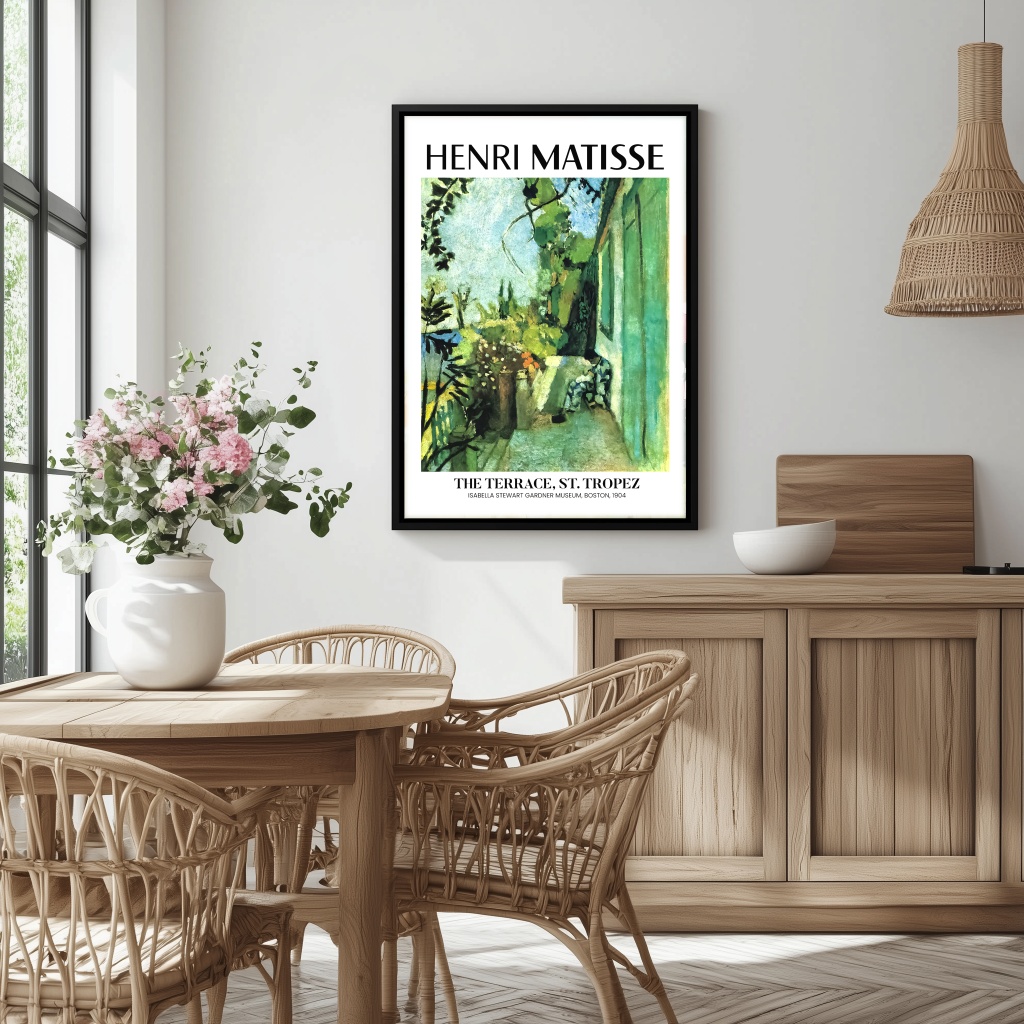 HENRI MATISSE
THE TERRACE, ST. TROPEZ
ISABELLA STEWART GARDNER MUSEUM, BOSTON, 1904